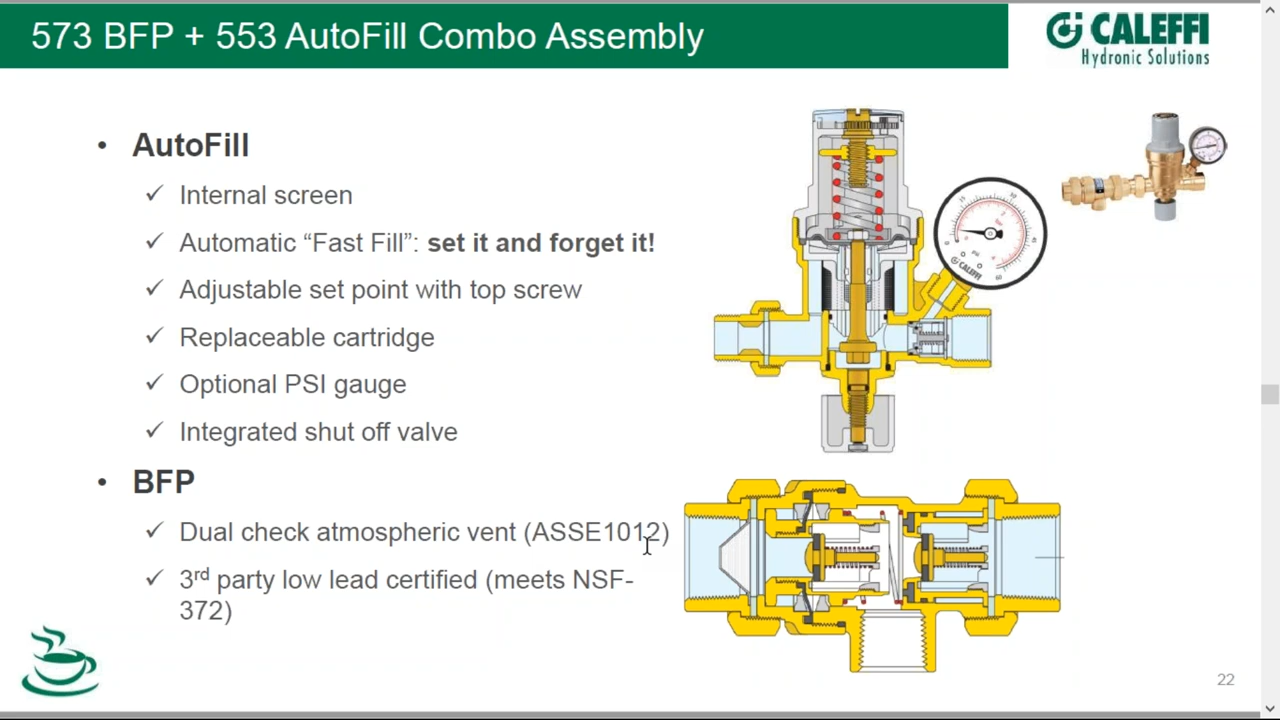 573 BFP + 553 AutoFill Combo Assembly
CALEFFI
Hydronic Solutions
• AutoFill
✓ Internal screen
✓ Automatic “Fast Fill”: set it and forget it!
✓ Adjustable set point with top screw
✓ Replaceable cartridge
✓ Optional PSI gauge
✓ Integrated shut off valve
• BFP
✓ Dual check atmospheric vent (ASSE1012)
✓ 3rd party low lead certified (meets NSF-
372)
CALEFFI
22